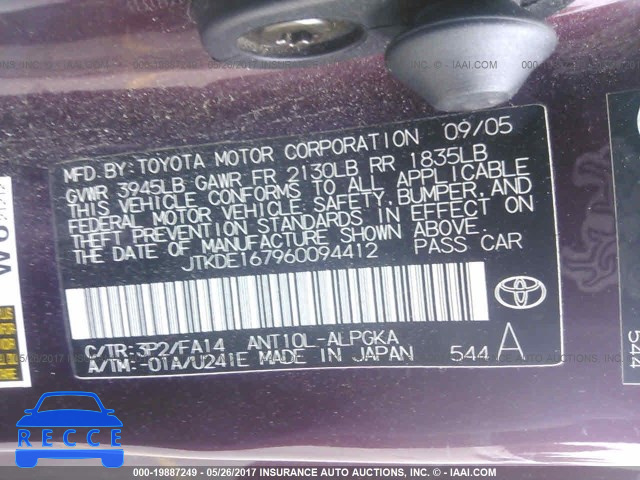 © - IAAI.COM
MFD. BY: TOYOTA MOTOR CORPORATION 09/05
GVWR 3945LB GAWR FR 2130LB RR 1835LB
THIS VEHICLE CONFORMS TO ALL APPLICABLE
FEDERAL MOTOR VEHICLE SAFETY, BUMPER, AND
THEFT PREVENTION STANDARDS IN EFFECT ON
THE DATE OF MANUFACTURE SHOWN ABOVE.
JTKDE167960094412 PASS CAR
C/TR: 3P2/FA14 ANT10L-ALPGKA A
A/TM: -01A/U241E MADE IN JAPAN 544
544
RECCE
000-19887249 - 05/26/2017 INSURANCE AUTO AUCTIONS, INC. © - IAAI.COM